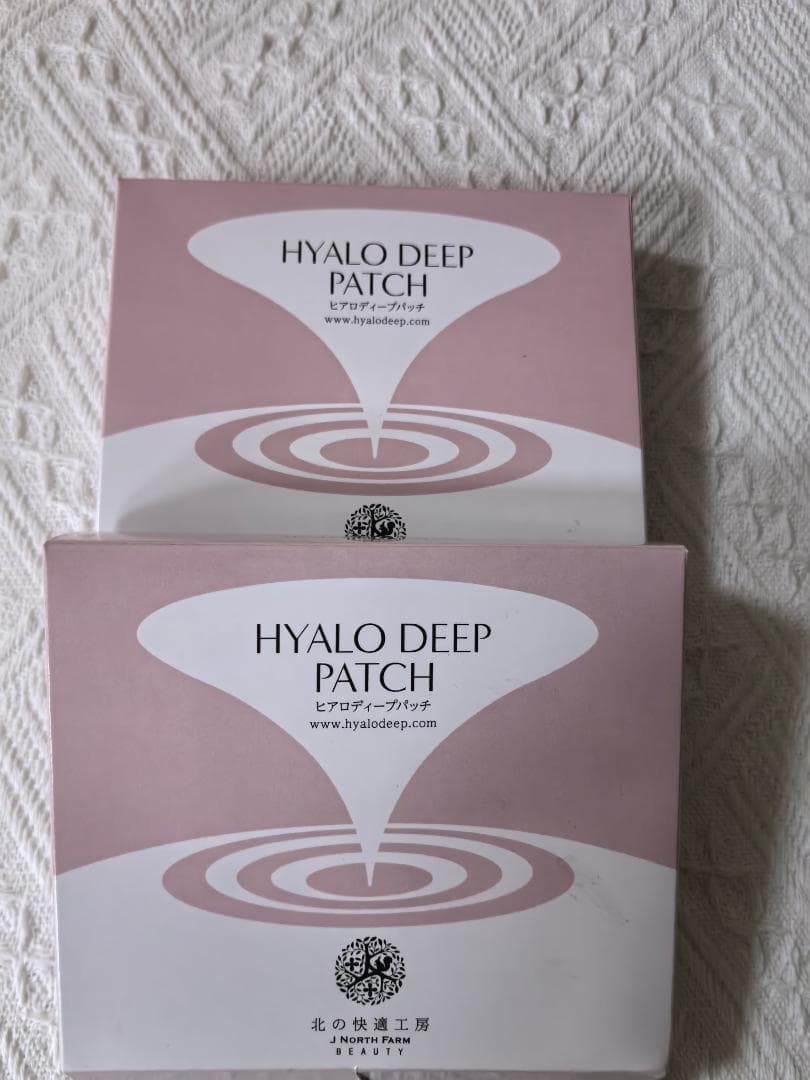 HYALO DEEP
PATCH
ヒアロディープパッチ
www.hyalodeep.com
HYALO DEEP
PATCH
ヒアロディープパッチ
www.hyalodeep.com
北の快適工房
J NORTH FARM
BEAUTY